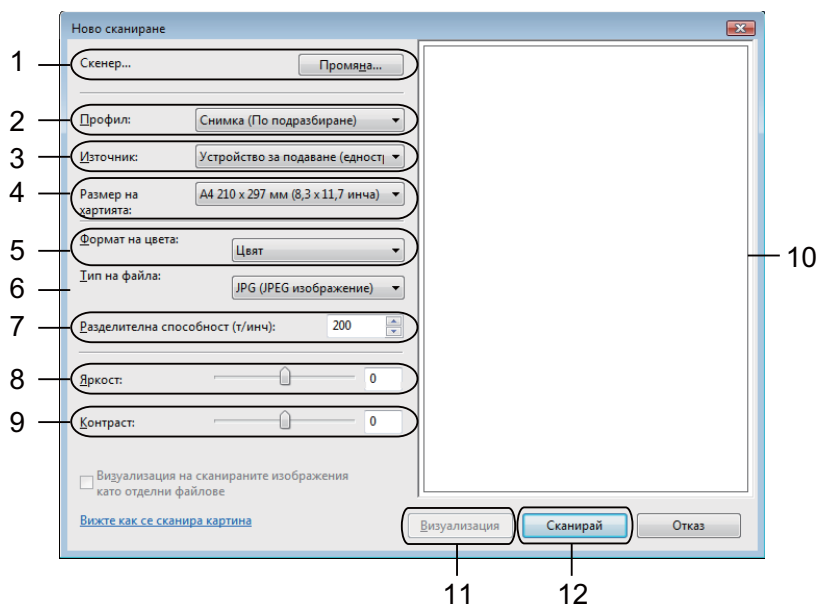 Ново сканиране
1
Скенер...
Промяна...
2
Профил:
Снимка (По подразбиране)
3
Източник:
Устройство за подаване (едностр
4
Размер на
хартията:
A4 210 x 297 мм (8,3 x 11,7 инча)
5
Формат на цвета:
Цвят
6
Тип на файла:
JPG (JPEG изображение)
7
Разделителна способност (т/инч):
200
8
Яркост:
0
9
Контраст:
0
10
Визуализация на сканираните изображения
като отделни файлове
Вижте как се сканира картина
Визуализация
Сканирай
Отказ
11
12